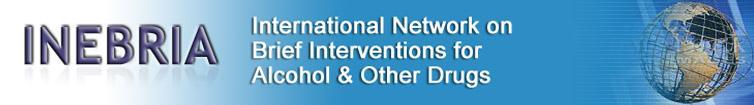 INEBRIA
International Network on
Brief Interventions for
Alcohol & Other Drugs